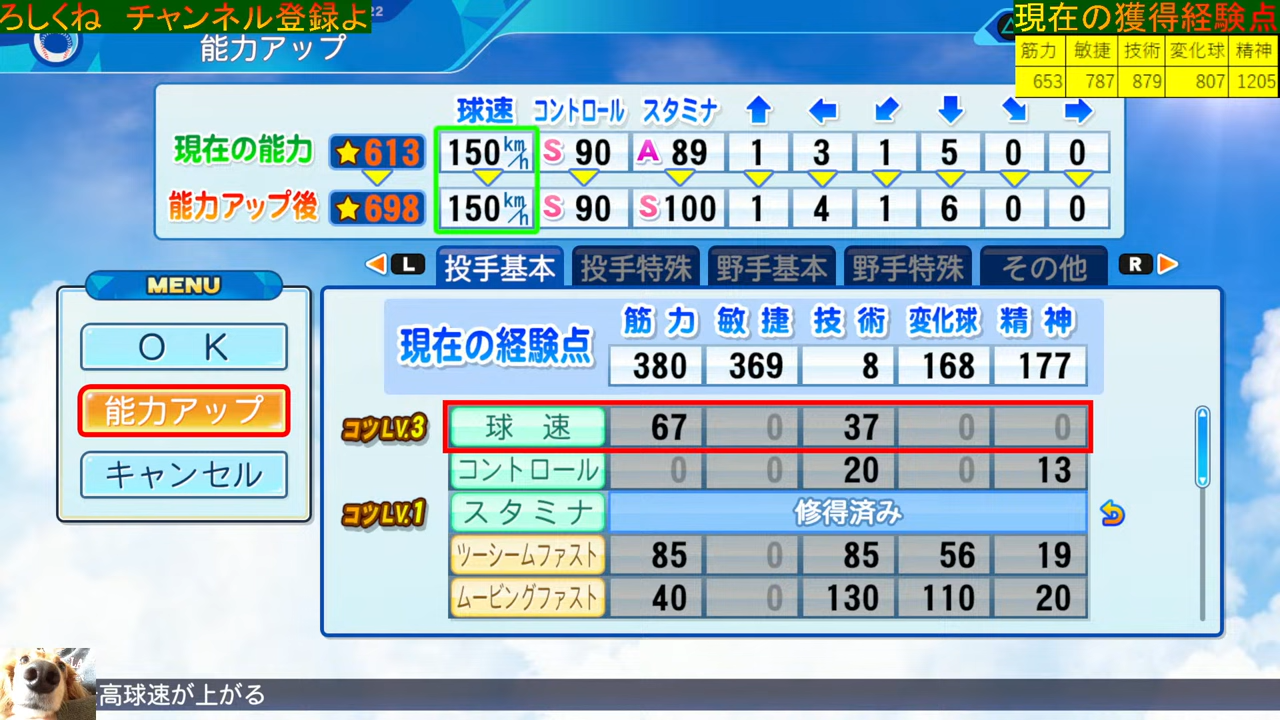 ろしくね チャンネル登録よ
22
能力アップ
現在の獲得経験点
筋力 敏捷 技術 変化球 精神
653 787 879 807 1205
球速 コントロール スタミナ
現在の能力 613 150km/h S 90 A 89 1 3 1 5 0 0
能力アップ後 698 150km/h S 90 S 100 1 4 1 6 0 0
L 投手基本 投手特殊 野手基本 野手特殊 その他 R
MENU
OK
能力アップ
キャンセル
筋力 敏捷 技術 変化球 精神
現在の経験点 380 369 8 168 177
コツLV.3 球速 67 0 37 0 0
コントロール 0 0 20 0 13
コツLV.1 スタミナ 修得済み
ツーシームファスト 85 0 85 56 19
ムービングファスト 40 0 130 110 20
高球速が上がる